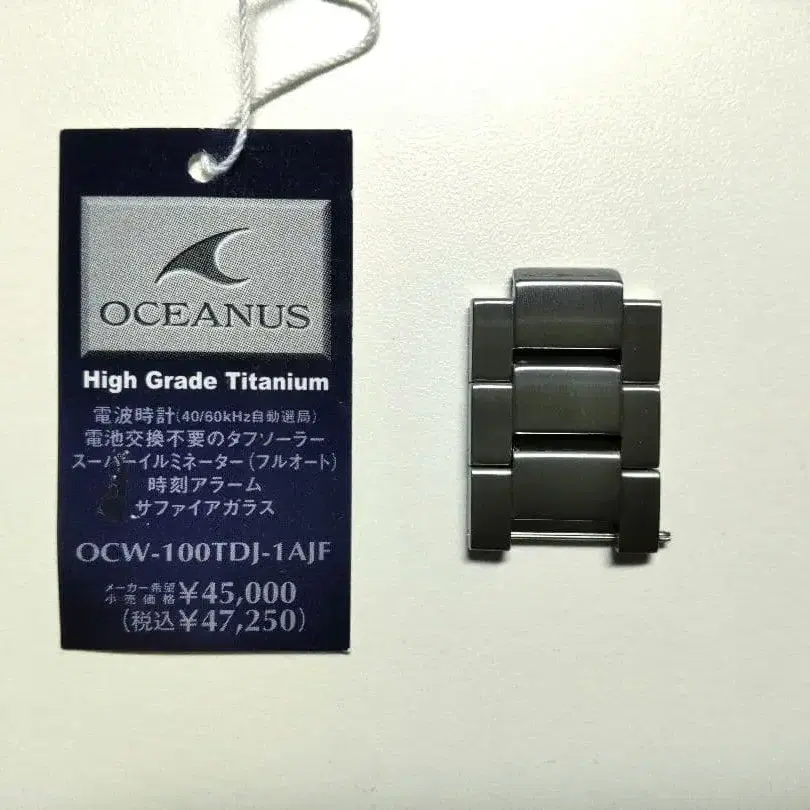 OCEANUS
High Grade Titanium
電波時計(40/60kHz自動選局)
電池交換不要のタフソーラー
スーパーイルミネーター(フルオート)
時刻アラーム
サファイアガラス
OCW-100TDJ-1AJF
メーカー希望小売価格 ¥45,000
(税込¥47,250)